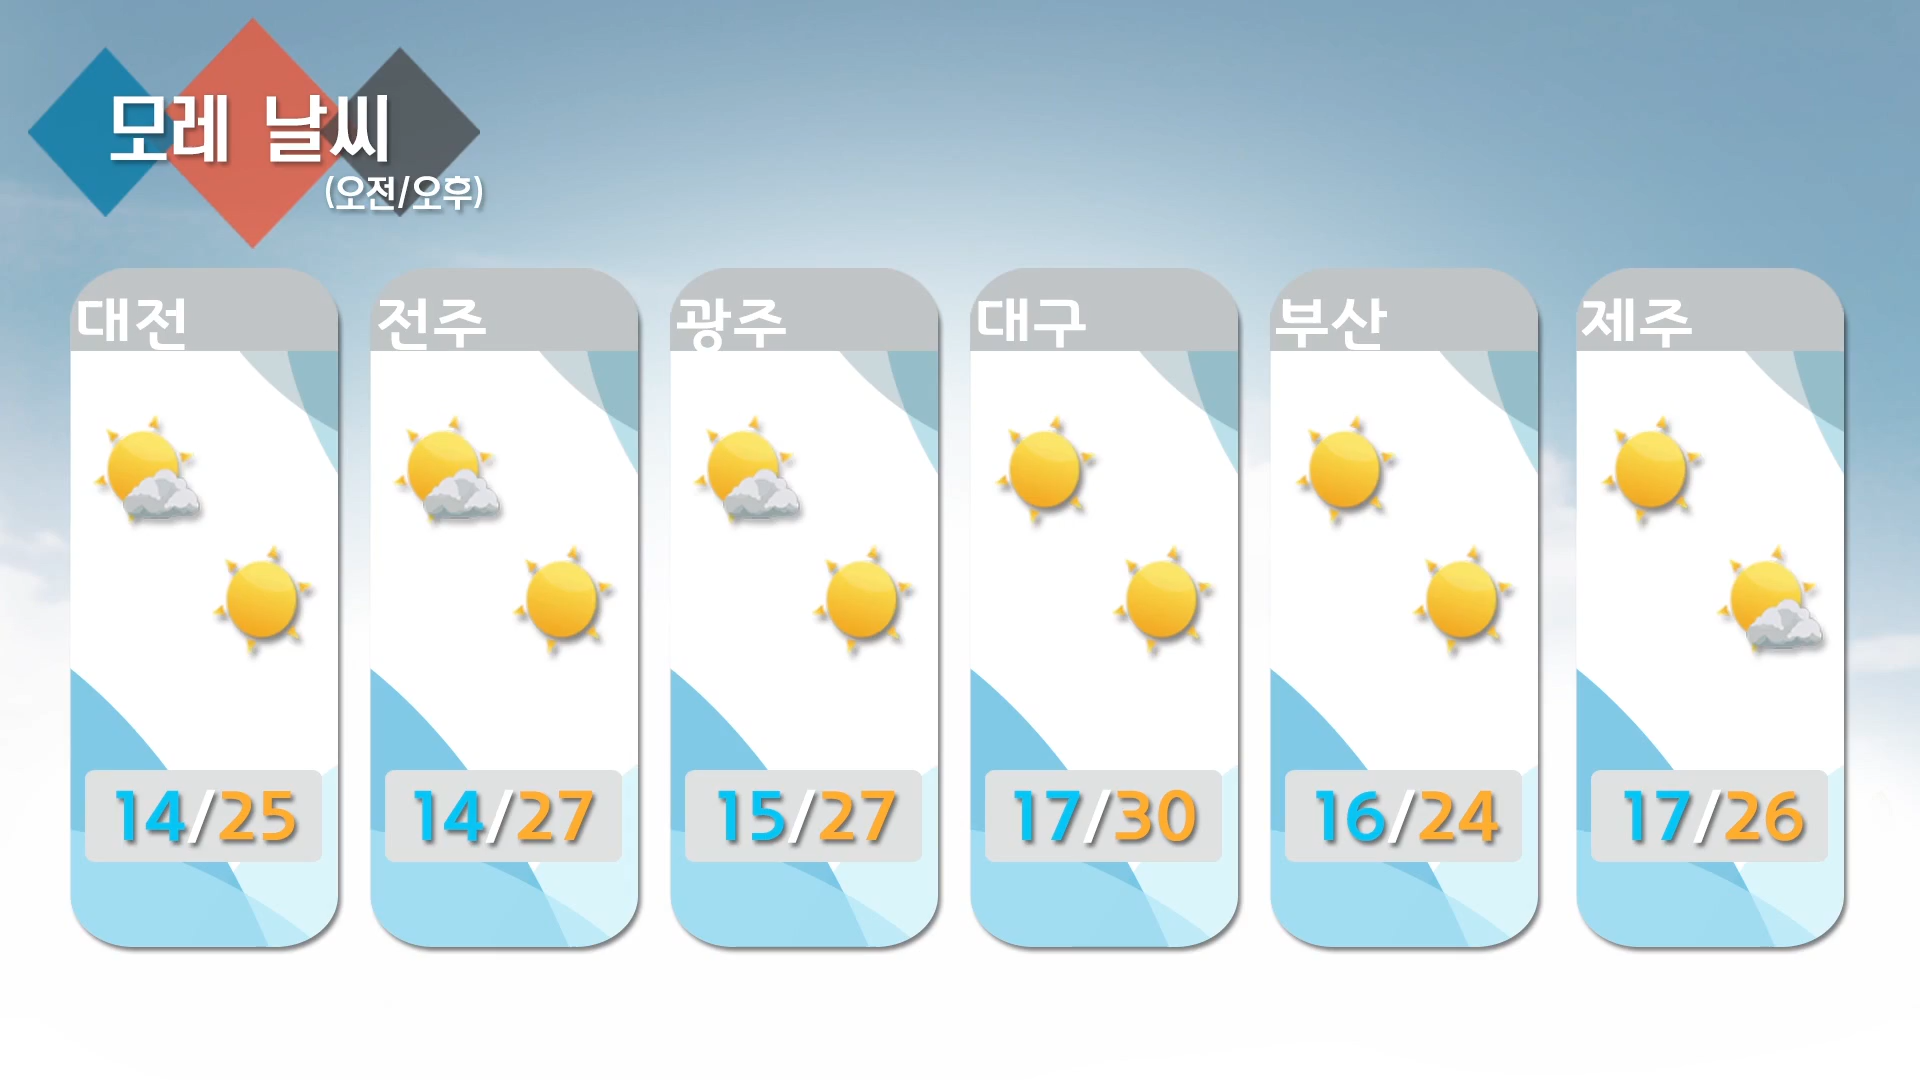 모레 날씨
(오전/오후)
대전
전주
광주
대구
부산
제주
14/25
14/27
15/27
17/30
16/24
17/26